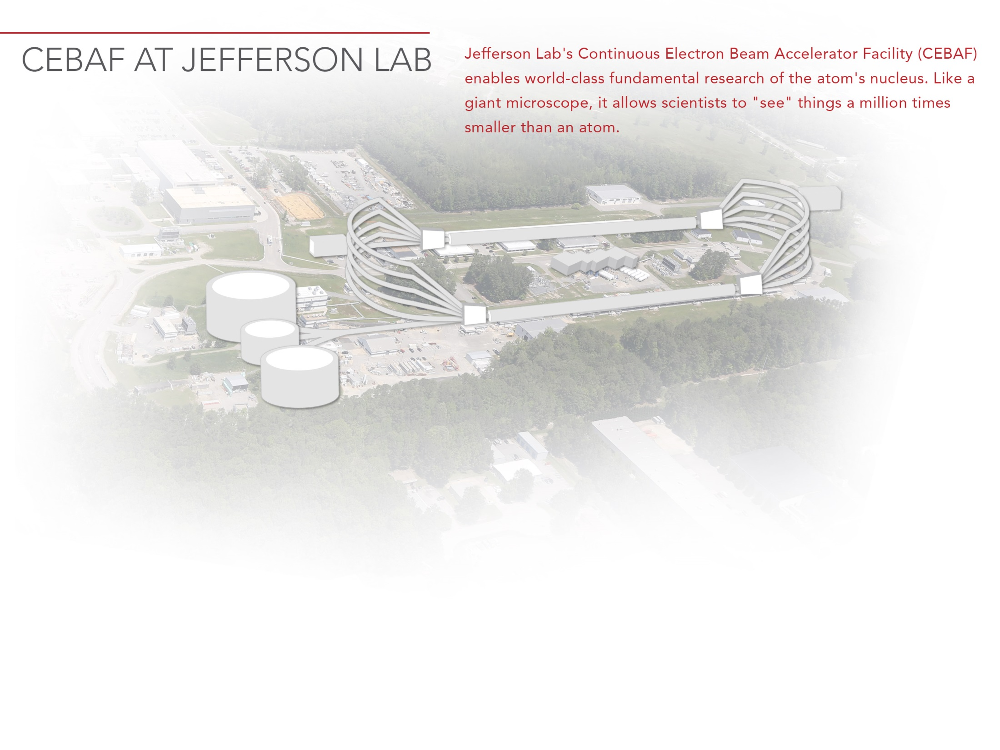 CEBAF AT JEFFERSON LAB
Jefferson Lab's Continuous Electron Beam Accelerator Facility (CEBAF)
enables world-class fundamental research of the atom's nucleus. Like a
giant microscope, it allows scientists to "see" things a million times
smaller than an atom.